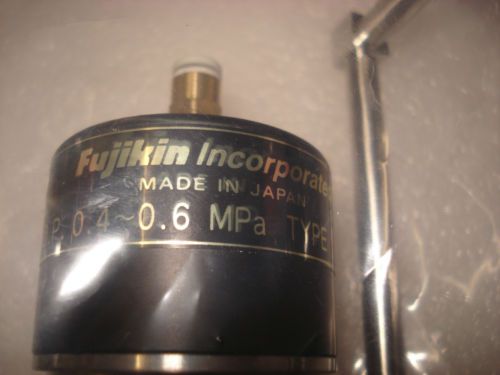 Fujikin Incorporate
MADE IN JAPAN
P. 0.4~0.6 MPa TYPE